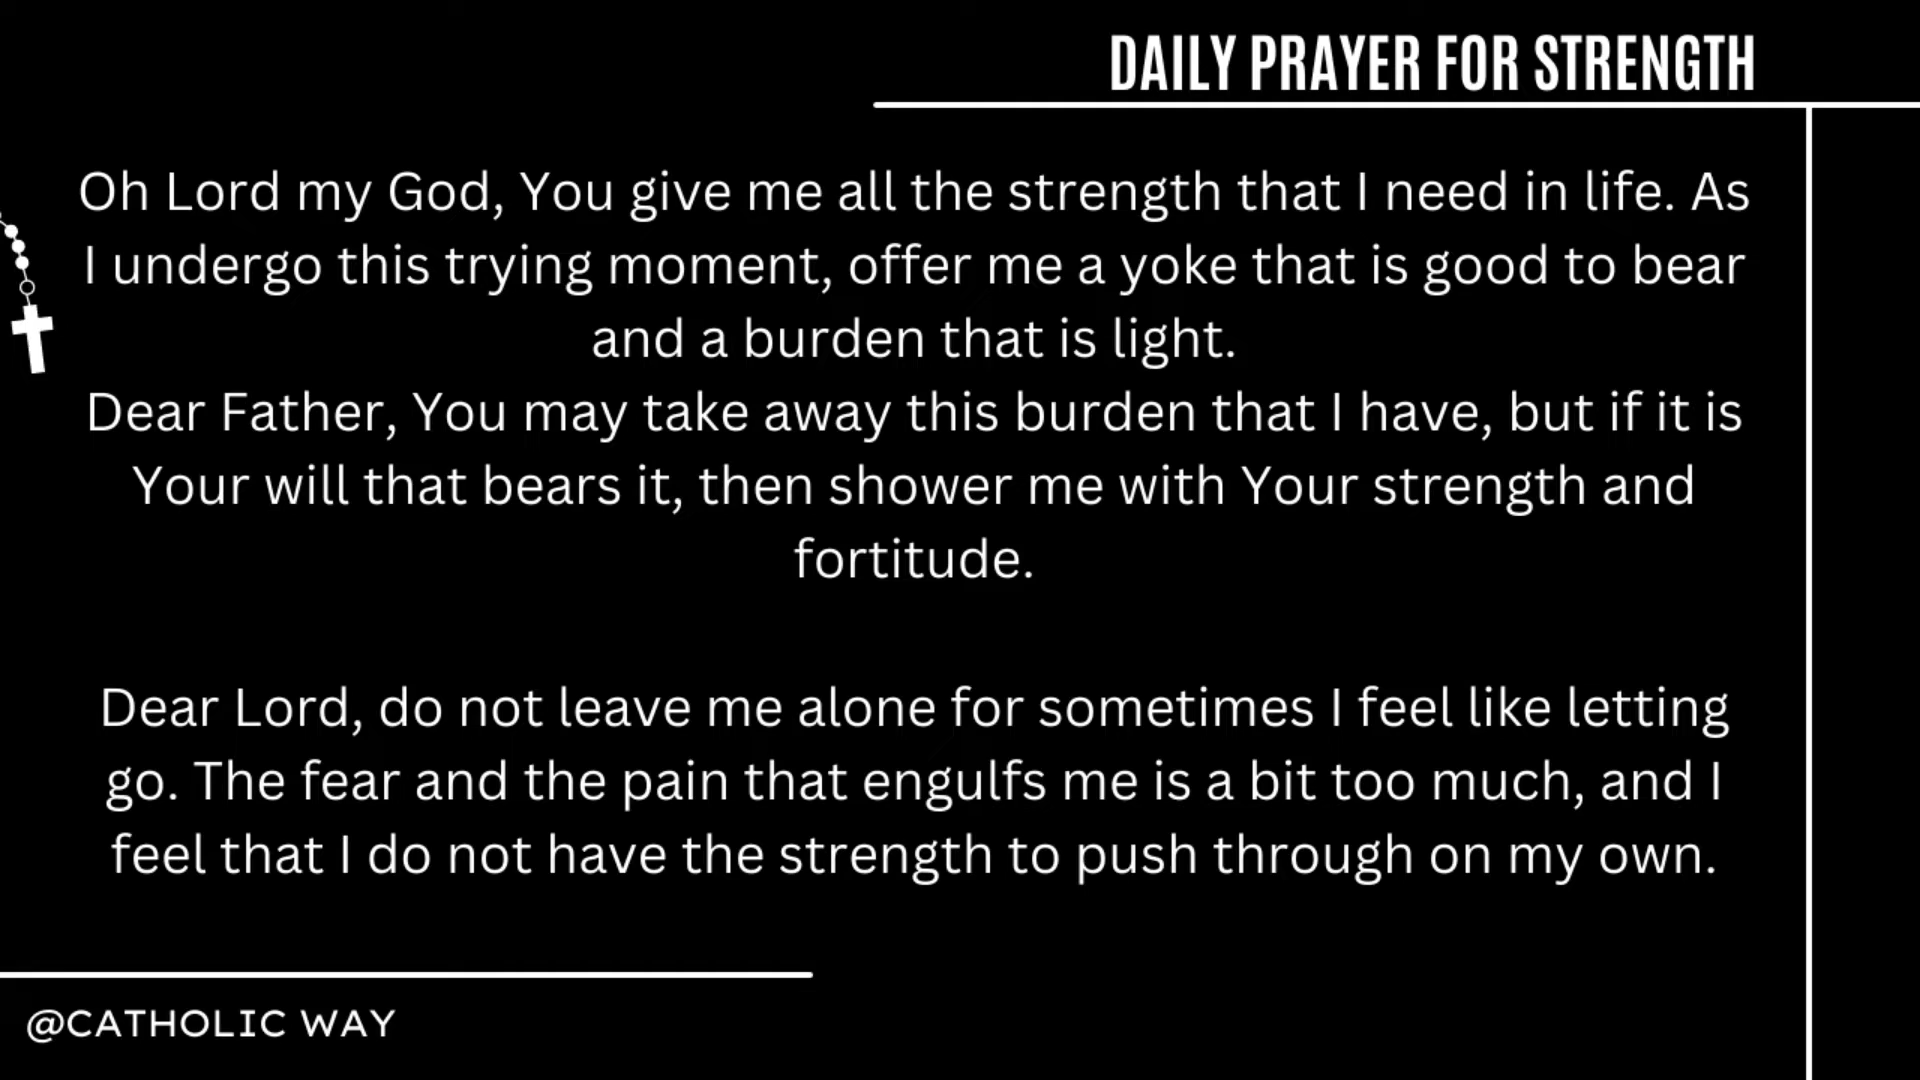 DAILY PRAYER FOR STRENGTH
Oh Lord my God, You give me all the strength that I need in life. As
I undergo this trying moment, offer me a yoke that is good to bear
and a burden that is light.
Dear Father, You may take away this burden that I have, but if it is
Your will that bears it, then shower me with Your strength and
fortitude.
Dear Lord, do not leave me alone for sometimes I feel like letting
go. The fear and the pain that engulfs me is a bit too much, and I
feel that I do not have the strength to push through on my own.
@CATHOLIC WAY